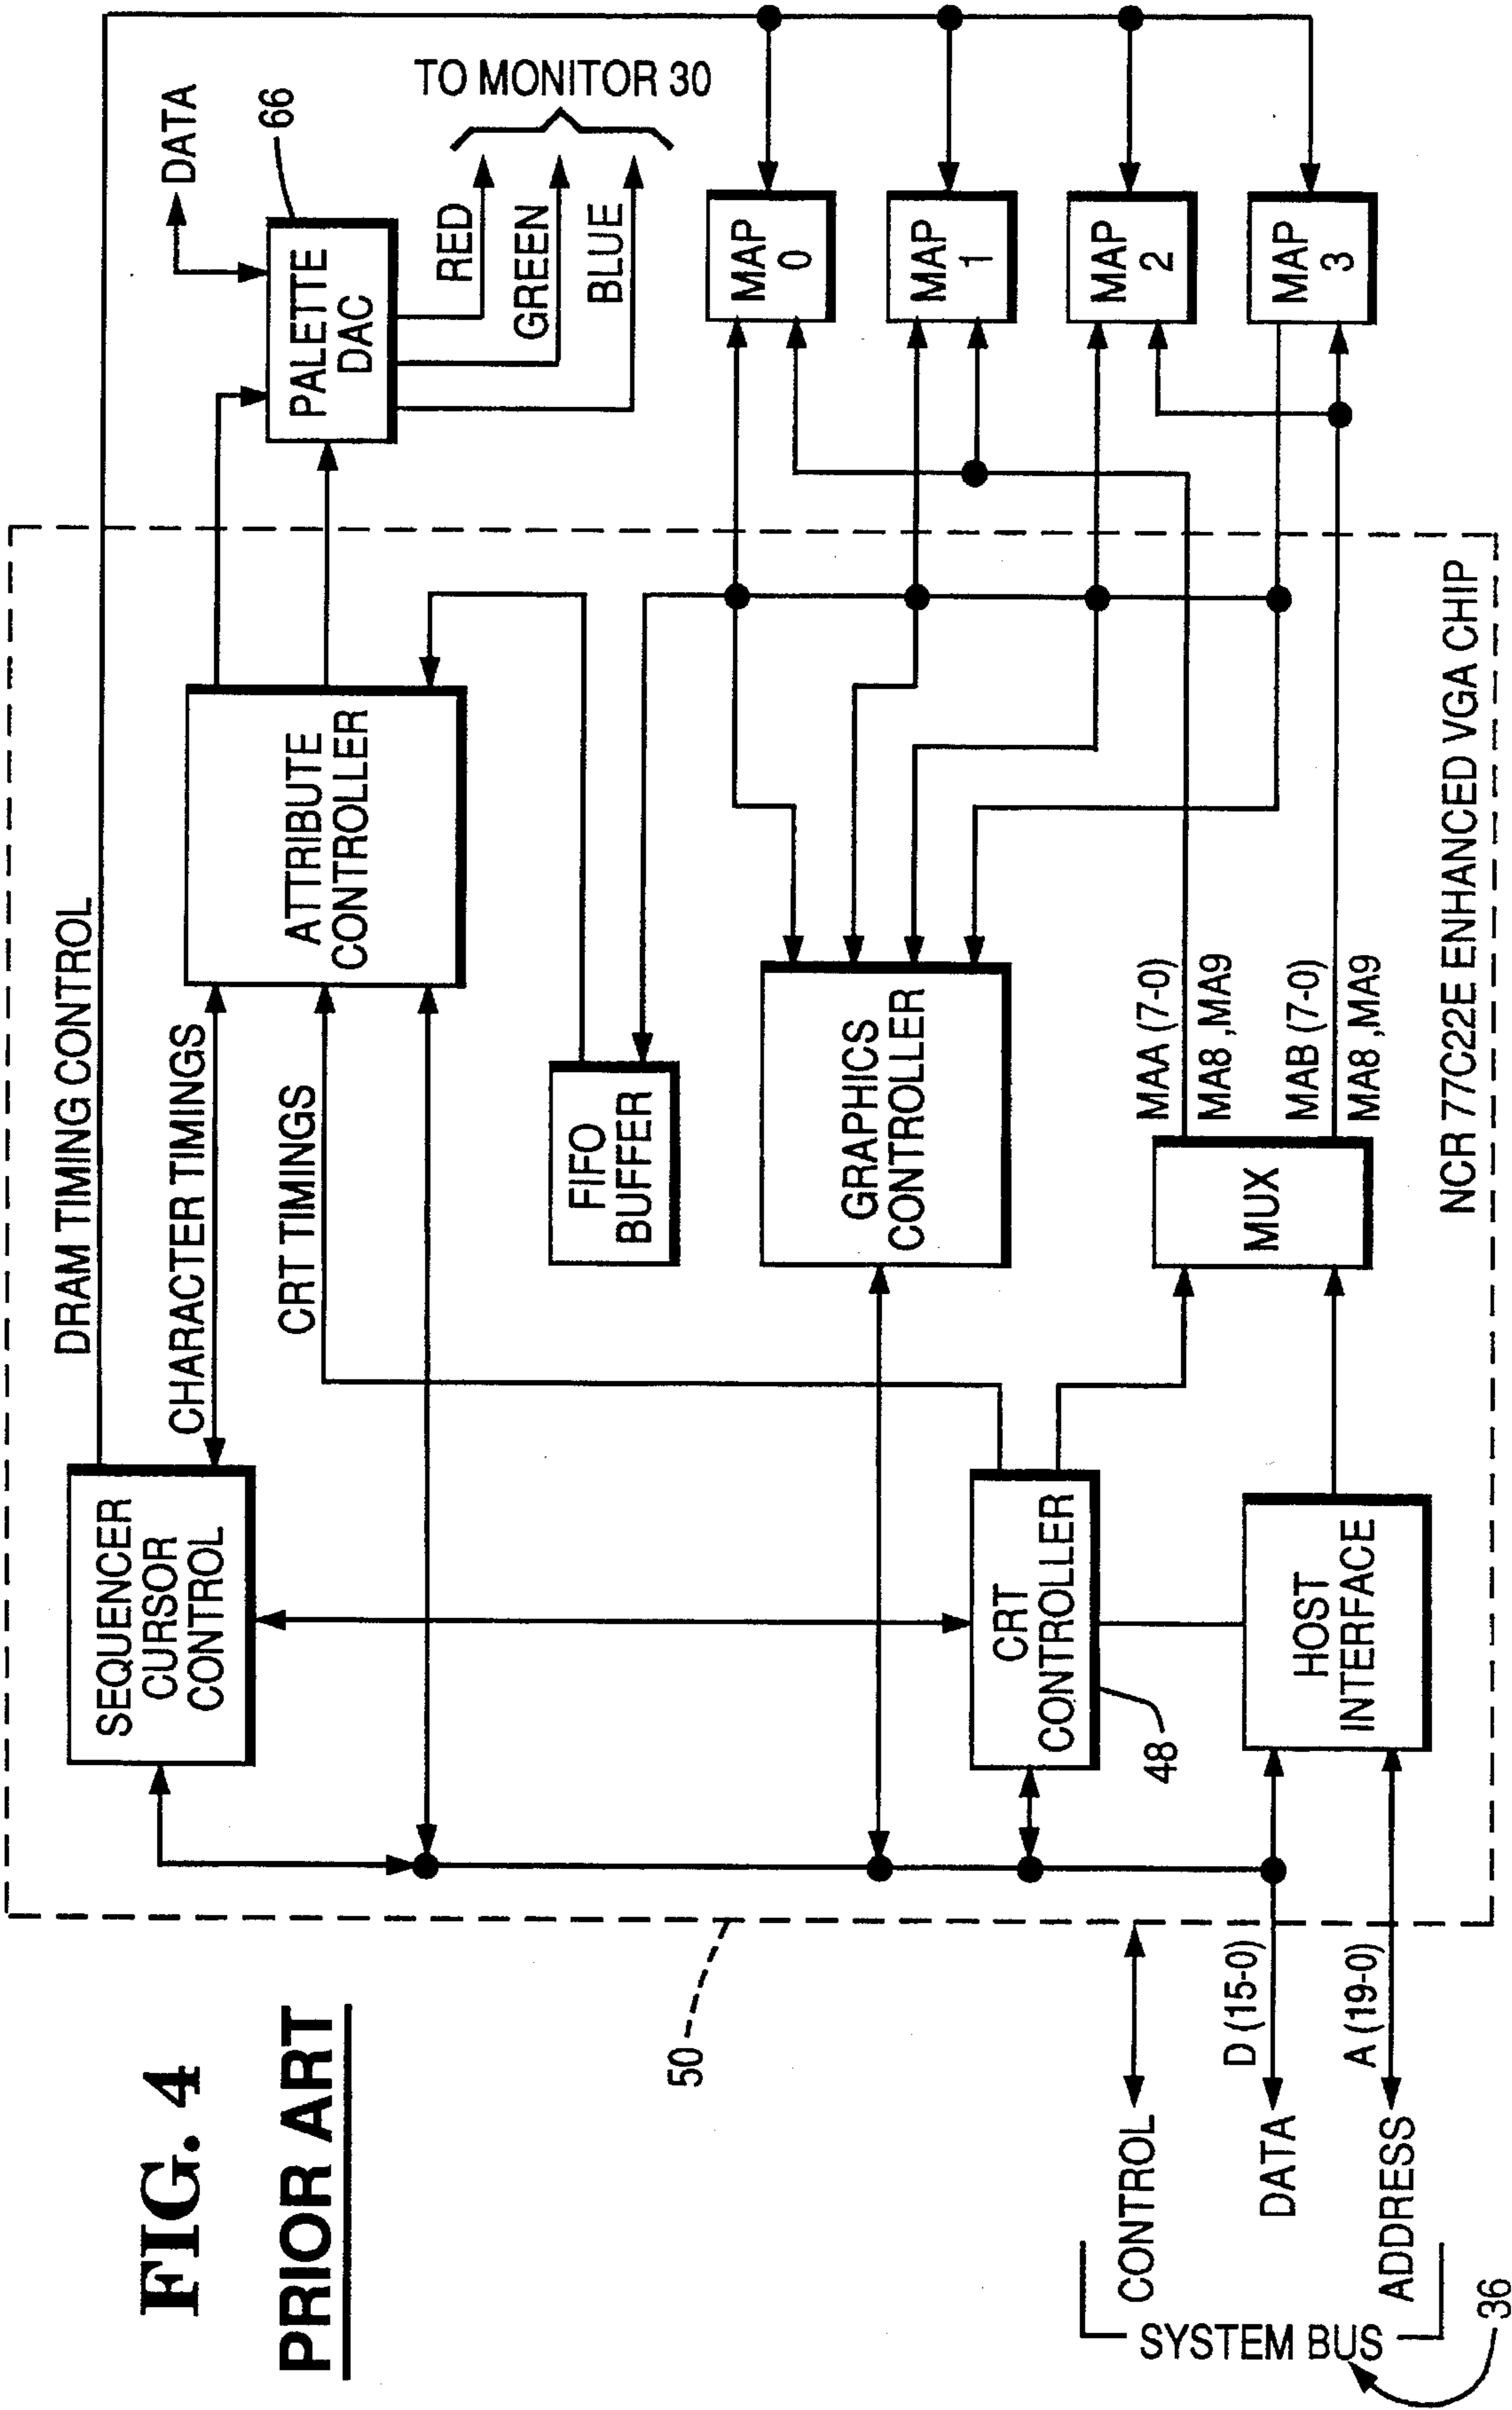 FIG. 4
PRIOR ART
DRAM TIMING CONTROL
CHARACTER TIMINGS
CRT TIMINGS
SEQUENCER
CURSOR
CONTROL
ATTRIBUTE
CONTROLLER
PALETTE
DAC
66
DATA
RED
GREEN
BLUE
TO MONITOR 30
FIFO
BUFFER
GRAPHICS
CONTROLLER
CRT
CONTROLLER
48
HOST
INTERFACE
MUX
MAA (7-0)
MA8 ,MA9
MAB (7-0)
MA8 ,MA9
MAP
0
MAP
1
MAP
2
MAP
3
NCR 77C22E ENHANCED VGA CHIP
50
CONTROL
D (15-0)
DATA
A (19-0)
ADDRESS
SYSTEM BUS
36